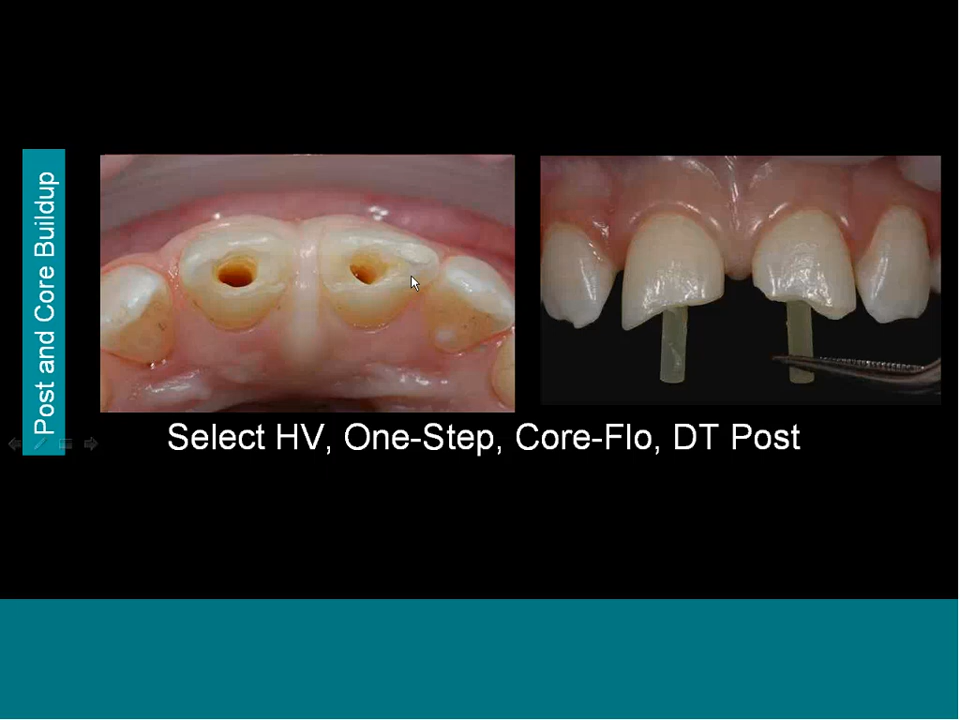 Post and Core Buildup
Select HV, One-Step, Core-Flo, DT Post